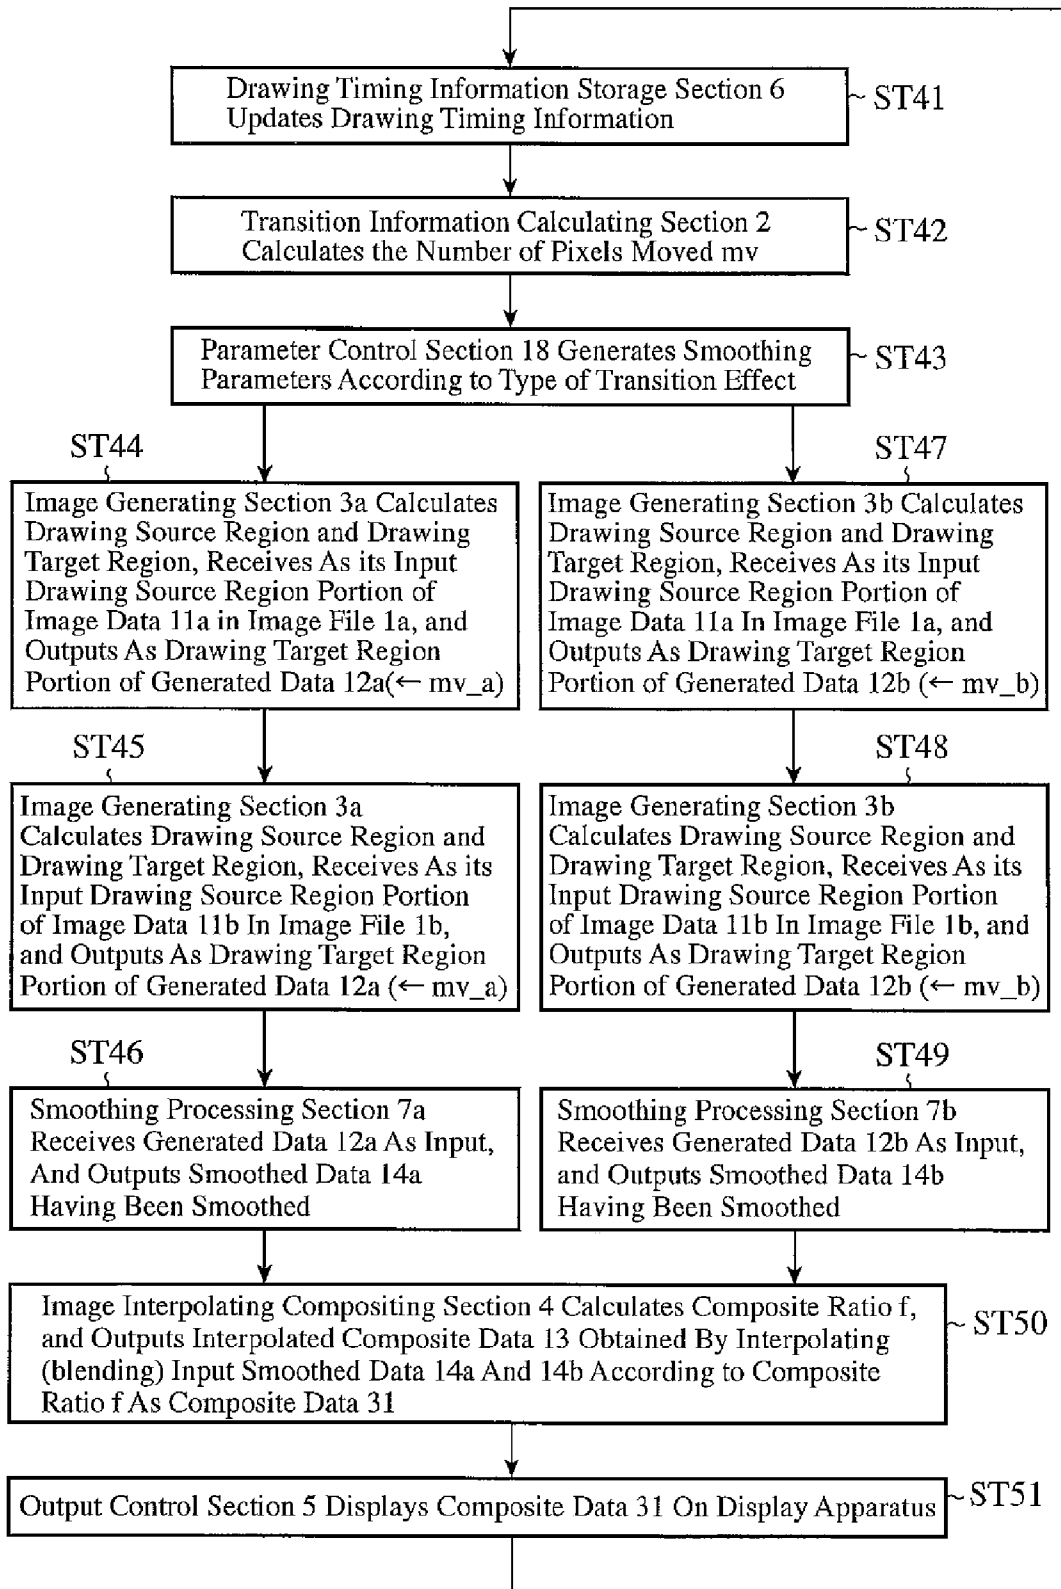 Drawing Timing Information Storage Section 6
Updates Drawing Timing Information
ST41
Transition Information Calculating Section 2
Calculates the Number of Pixels Moved mv
ST42
Parameter Control Section 18 Generates Smoothing
Parameters According to Type of Transition Effect
ST43
ST44
Image Generating Section 3a Calculates
Drawing Source Region and Drawing
Target Region, Receives As its Input
Drawing Source Region Portion of
Image Data 11a in Image File 1a, and
Outputs As Drawing Target Region
Portion of Generated Data 12a(← mv_a)
ST47
Image Generating Section 3b Calculates
Drawing Source Region and Drawing
Target Region, Receives As its Input
Drawing Source Region Portion of
Image Data 11a In Image File 1a, and
Outputs As Drawing Target Region
Portion of Generated Data 12b (← mv_b)
ST45
Image Generating Section 3a
Calculates Drawing Source Region and
Drawing Target Region, Receives As its
Input Drawing Source Region Portion
of Image Data 11b In Image File 1b,
and Outputs As Drawing Target Region
Portion of Generated Data 12a (← mv_a)
ST48
Image Generating Section 3b
Calculates Drawing Source Region and
Drawing Target Region, Receives As its
Input Drawing Source Region Portion
of Image Data 11b In Image File 1b, and
Outputs As Drawing Target Region
Portion of Generated Data 12b (← mv_b)
ST46
Smoothing Processing Section 7a
Receives Generated Data 12a As Input,
And Outputs Smoothed Data 14a
Having Been Smoothed
ST49
Smoothing Processing Section 7b
Receives Generated Data 12b As Input,
and Outputs Smoothed Data 14b
Having Been Smoothed
Image Interpolating Compositing Section 4 Calculates Composite Ratio f,
and Outputs Interpolated Composite Data 13 Obtained By Interpolating
(blending) Input Smoothed Data 14a And 14b According to Composite
Ratio f As Composite Data 31
ST50
Output Control Section 5 Displays Composite Data 31 On Display Apparatus
ST51